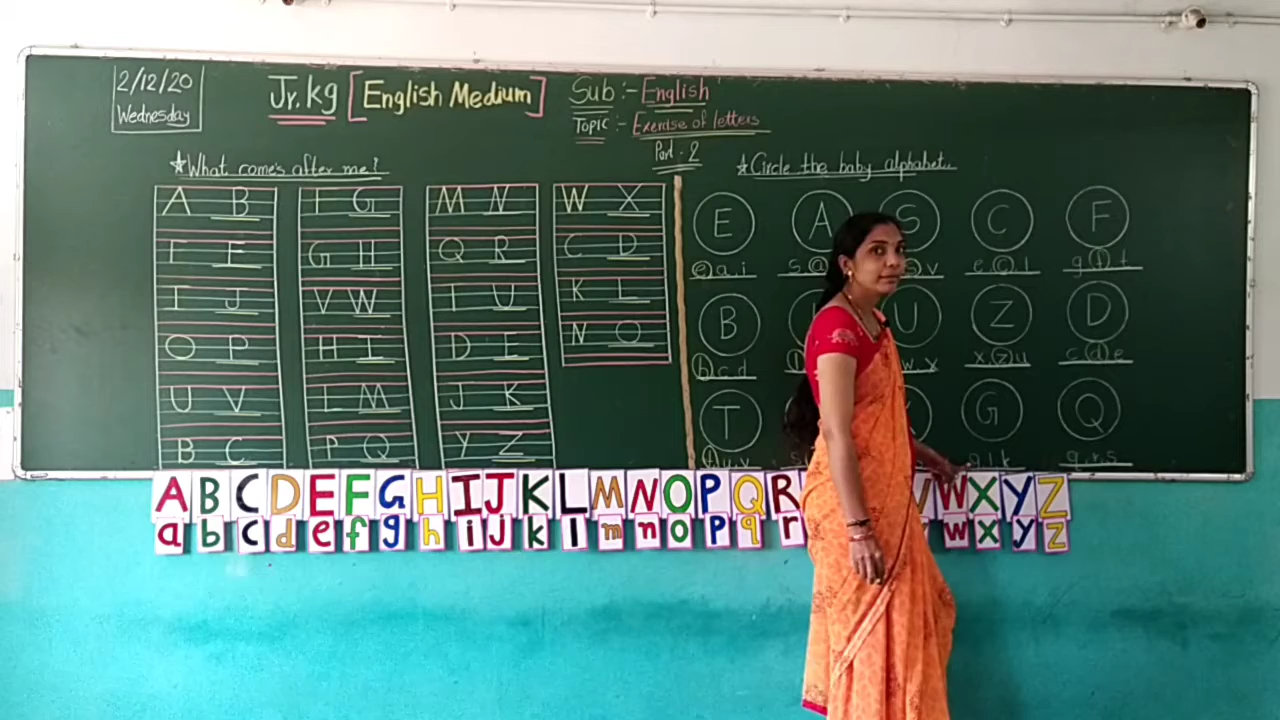 2/12/20
Wednesday
Jr.kg [English Medium]
Sub :- English
Topic :- Exercise of letters
Part - 2
★What come's after me?
A B
F
I J
O P
U V
B C
G
G H
V W
H I
L M
P Q
M N
Q R
U
D E
J K
Y Z
W X
C D
K L
N O
★Circle the baby alphabet.
E A S C F
e a i
s a
s v
e c l
g f t
B U Z D
b c d
w x
x z u
c d e
T G Q
t u v
g l k
q r s
A B C D E F G H I J K L M N O P Q R W X Y Z
a b c d e f g h i j k l m n o p q r w x y z